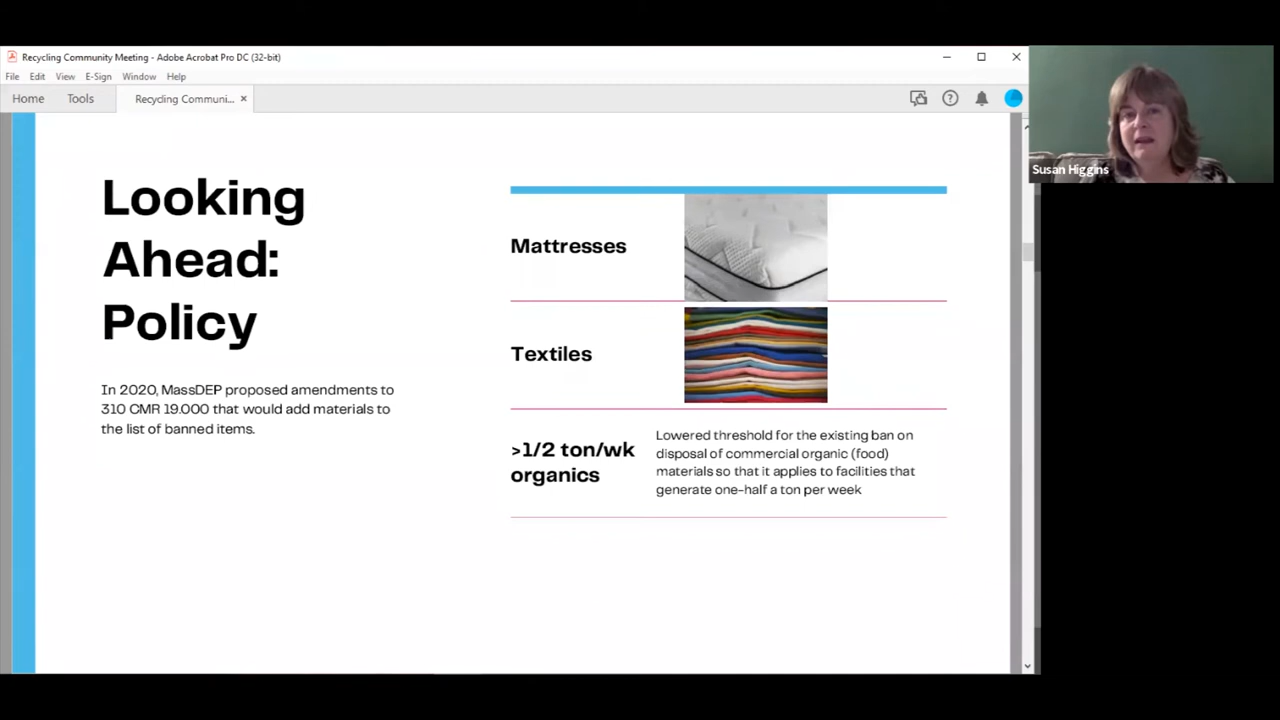 Recycling Community Meeting - Adobe Acrobat Pro DC (32-bit)
File Edit View E-Sign Window Help
Home Tools Recycling Communi... ×
Susan Higgins
Looking
Ahead:
Policy
In 2020, MassDEP proposed amendments to
310 CMR 19.000 that would add materials to
the list of banned items.
Mattresses
Textiles
>1/2 ton/wk
organics
Lowered threshold for the existing ban on
disposal of commercial organic (food)
materials so that it applies to facilities that
generate one-half a ton per week